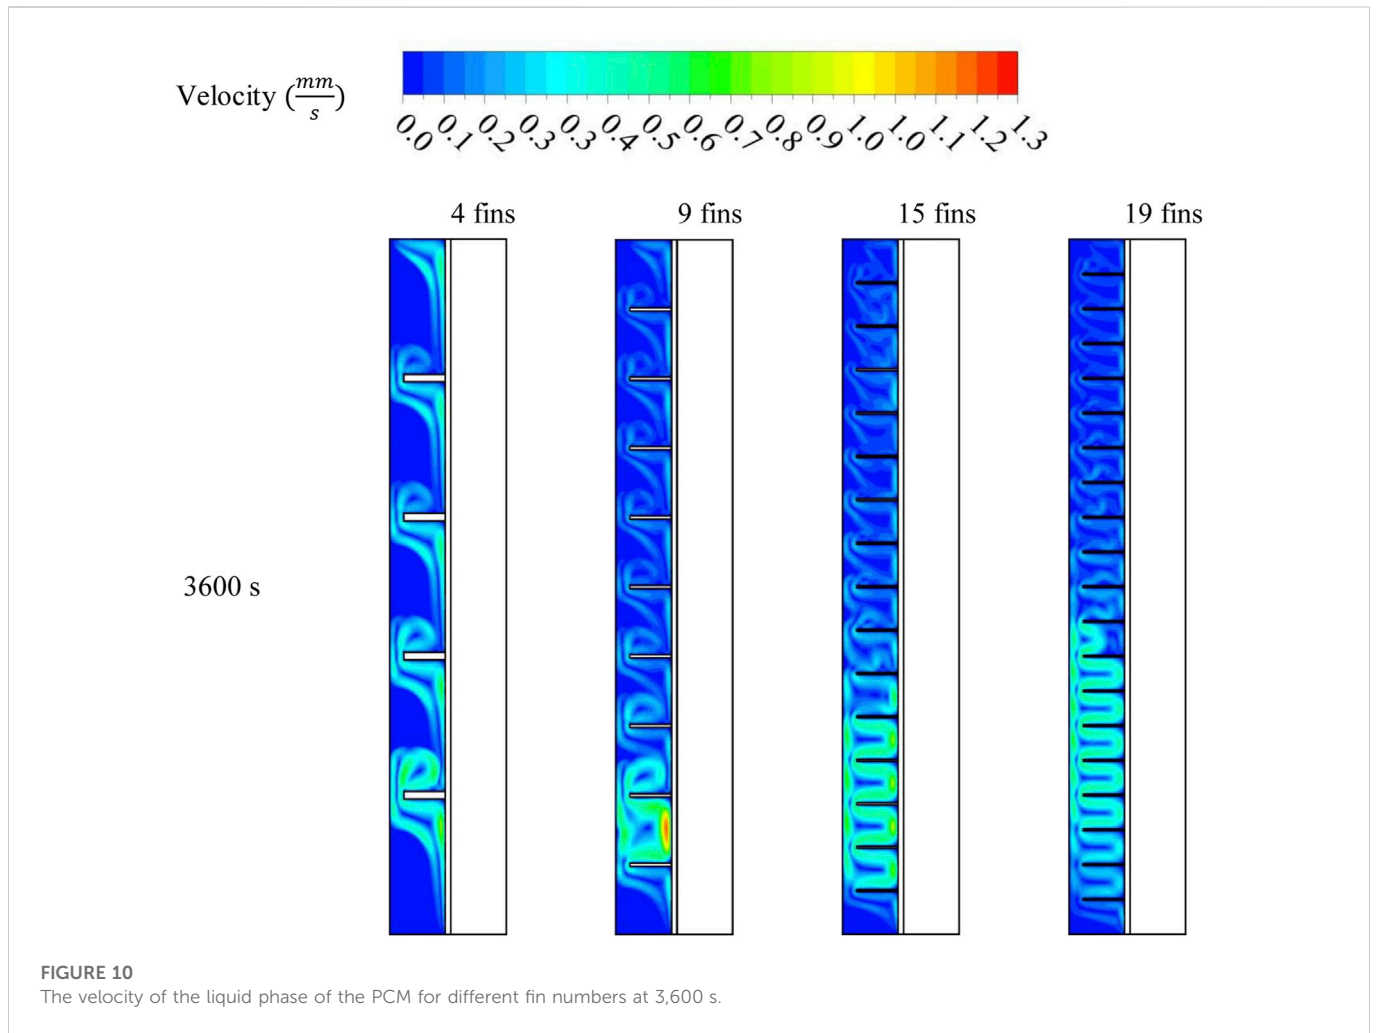 Velocity (mm/s)
0.0 0.1 0.2 0.3 0.3 0.4 0.5 0.6 0.7 0.8 0.9 1.0 1.0 1.1 1.2 1.3
4 fins 9 fins 15 fins 19 fins
3600 s
FIGURE 10
The velocity of the liquid phase of the PCM for different fin numbers at 3,600 s.